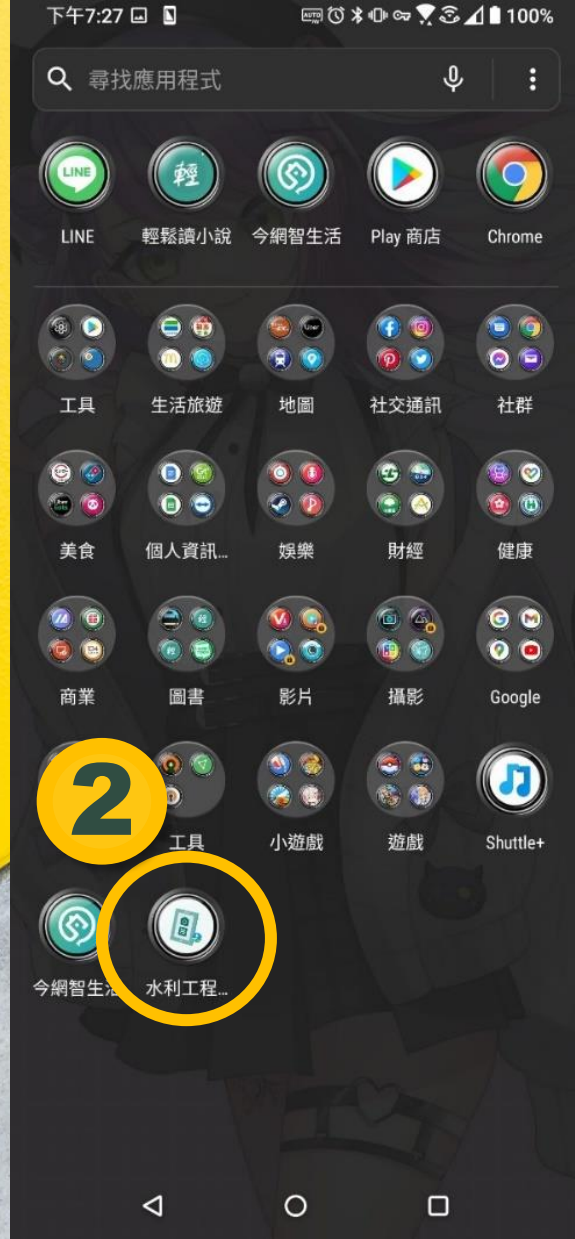 下午7:27 100%
尋找應用程式
LINE 輕
LINE 輕鬆讀小說 今網智生活 Play 商店 Chrome
工具 生活旅遊 地圖 社交通訊 社群
美食 個人資訊… 娛樂 財經 健康
商業 圖書 影片 攝影 Google
2
工具 小遊戲 遊戲 Shuttle+
今網智生活 水利工程…